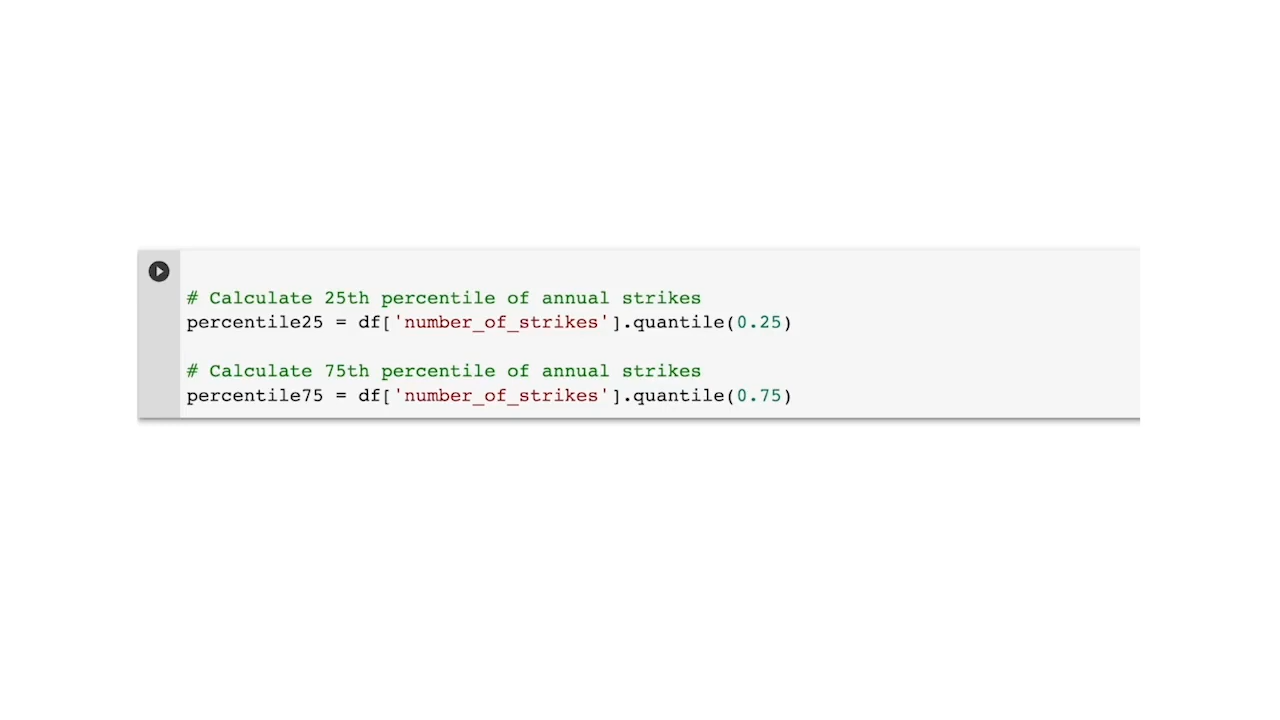 # Calculate 25th percentile of annual strikes
percentile25 = df['number_of_strikes'].quantile(0.25)
# Calculate 75th percentile of annual strikes
percentile75 = df['number_of_strikes'].quantile(0.75)